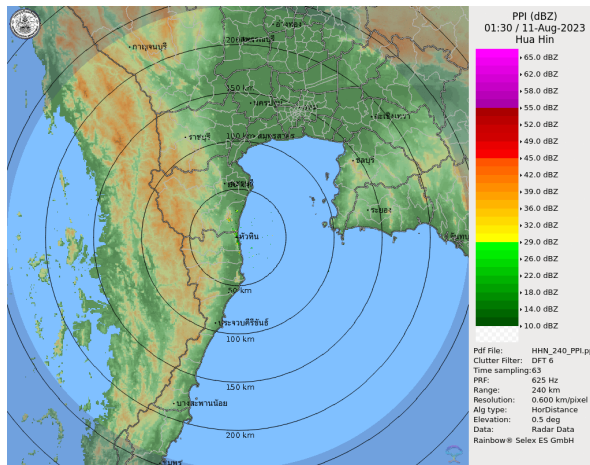 PPI (dBZ)
01:30 / 11-Aug-2023
Hua Hin
65.0 dBZ
62.0 dBZ
58.0 dBZ
55.0 dBZ
52.0 dBZ
49.0 dBZ
45.0 dBZ
42.0 dBZ
39.0 dBZ
36.0 dBZ
32.0 dBZ
29.0 dBZ
26.0 dBZ
22.0 dBZ
18.0 dBZ
14.0 dBZ
10.0 dBZ
Pdf File: HHN_240_PPI.p
Clutter Filter: DFT 6
Time sampling:63
PRF: 625 Hz
Range: 240 km
Resolution: 0.600 km/pixel
Alg type: HorDistance
Elevation: 0.5 deg
Data: Radar Data
Rainbow® Selex ES GmbH
อ่างทอง
กาญจนบุรี
150 km
ราชบุรี
100 km
สมุทรสาคร
ฉะเชิงเทรา
ชลบุรี
ระยอง
หัวหิน
50 km
ประจวบคีรีขันธ์
100 km
150 km
บางสะพานน้อย
200 km
ชุมพร